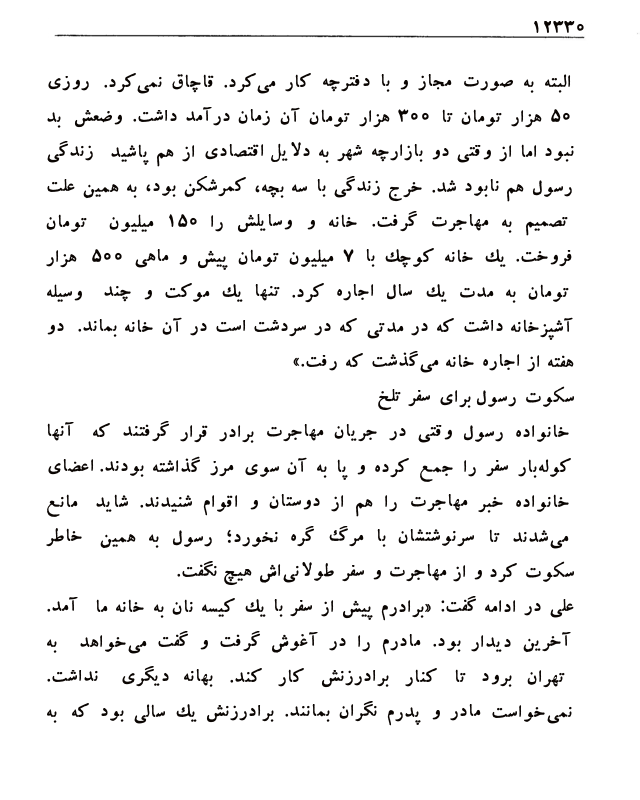 ۱۲۳۳۰
البته به صورت مجاز و با دفترچه کار می‌کرد. قاچاق نمی‌کرد. روزی
۵۰ هزار تومان تا ۳۰۰ هزار تومان آن زمان درآمد داشت. وضعش بد
نبود اما از وقتی دو بازارچه شهر به دلایل اقتصادی از هم پاشید زندگی
رسول هم نابود شد. خرج زندگی با سه بچه، کمرشکن بود، به همین علت
تصمیم به مهاجرت گرفت. خانه و وسایلش را ۱۵۰ میلیون تومان
فروخت. یك خانه کوچك با ۷ میلیون تومان پیش و ماهی ۵۰۰ هزار
تومان به مدت یك سال اجاره کرد. تنها یك موکت و چند وسیله
آشپزخانه داشت که در مدتی که در سردشت است در آن خانه بماند. دو
هفته از اجاره خانه می‌گذشت که رفت.»
سکوت رسول برای سفر تلخ
خانواده رسول وقتی در جریان مهاجرت برادر قرار گرفتند که آنها
کوله‌بار سفر را جمع کرده و پا به آن سوی مرز گذاشته بودند. اعضای
خانواده خبر مهاجرت را هم از دوستان و اقوام شنیدند. شاید مانع
می‌شدند تا سرنوشتشان با مرگ گره نخورد؛ رسول به همین خاطر
سکوت کرد و از مهاجرت و سفر طولانی‌اش هیچ نگفت.
علی در ادامه گفت: «برادرم پیش از سفر با یك کیسه نان به خانه ما آمد.
آخرین دیدار بود. مادرم را در آغوش گرفت و گفت می‌خواهد به
تهران برود تا کنار برادرزنش کار کند. بهانه دیگری نداشت.
نمی‌خواست مادر و پدرم نگران بمانند. برادرزنش یك سالی بود که به